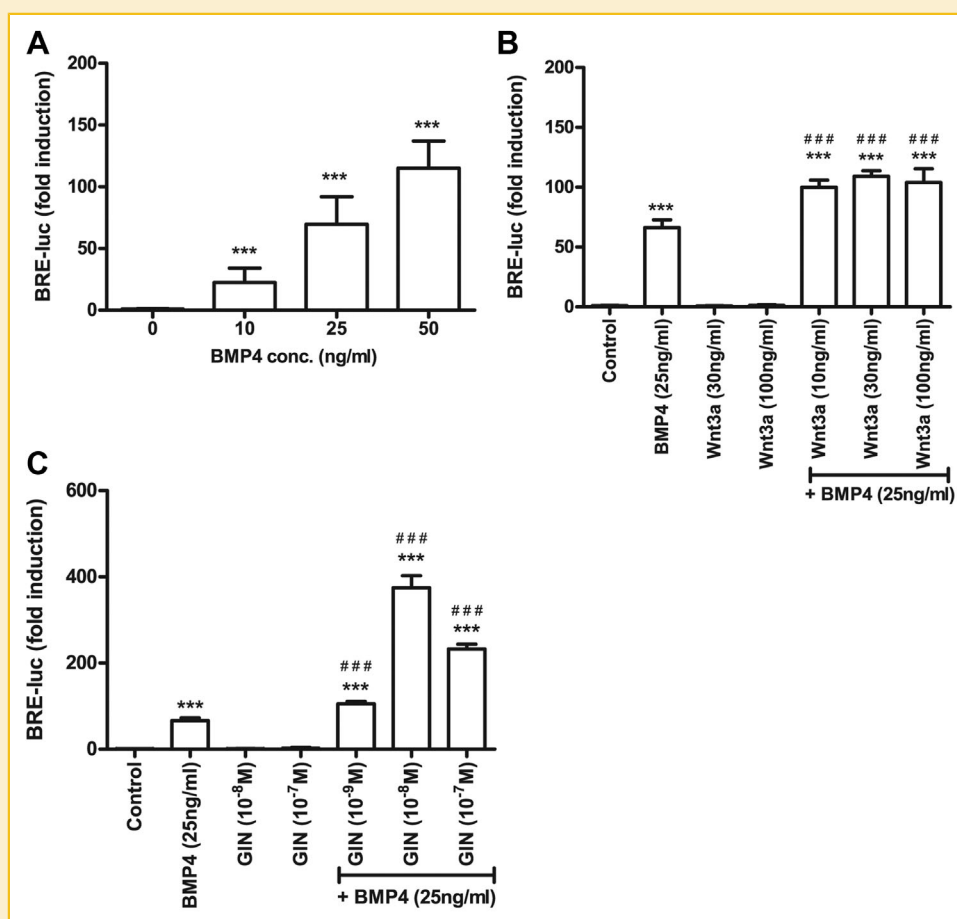 A
BRE-luc (fold induction)
200
150
100
50
0
***
***
***
0 10 25 50
BMP4 conc. (ng/ml)
B
BRE-luc (fold induction)
200
150
100
50
0
***
###
***
###
***
###
***
Control
BMP4 (25ng/ml)
Wnt3a (30ng/ml)
Wnt3a (100ng/ml)
Wnt3a (10ng/ml)
Wnt3a (30ng/ml)
Wnt3a (100ng/ml)
+ BMP4 (25ng/ml)
C
BRE-luc (fold induction)
600
400
200
0
***
###
***
###
***
###
***
Control
BMP4 (25ng/ml)
GIN (10⁻⁸M)
GIN (10⁻⁷M)
GIN (10⁻⁹M)
GIN (10⁻⁸M)
GIN (10⁻⁷M)
+ BMP4 (25ng/ml)